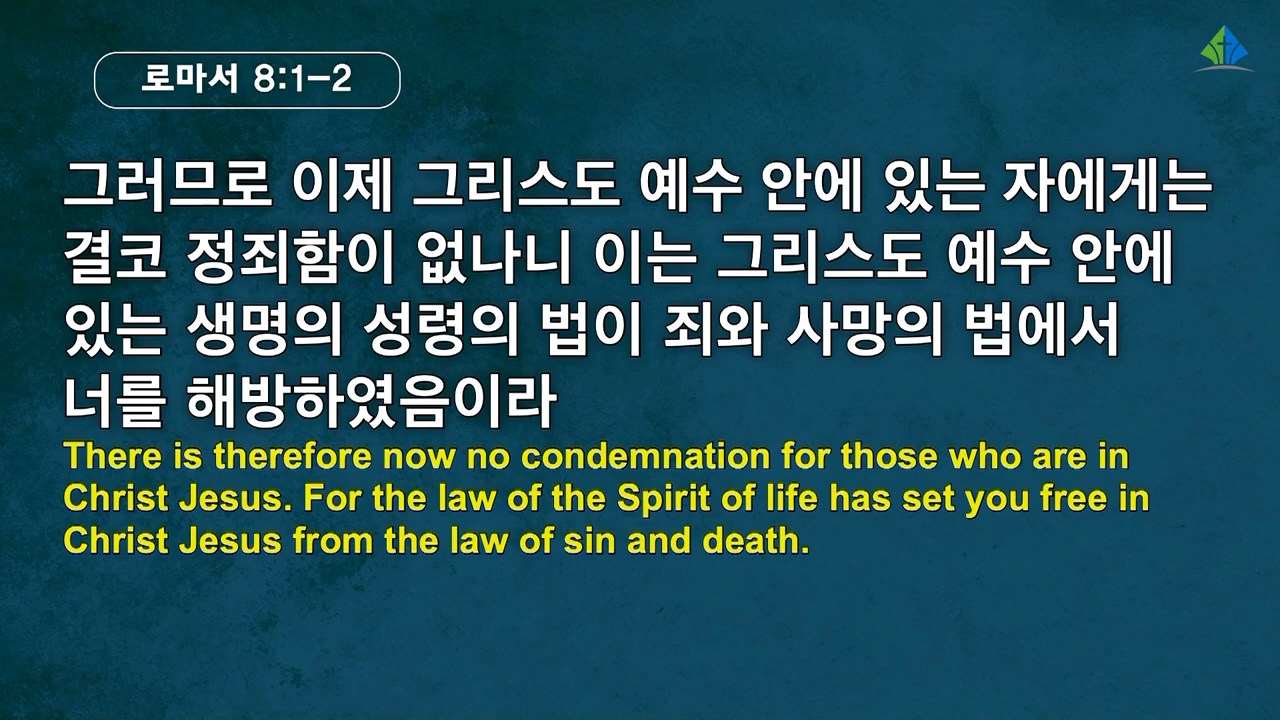 로마서 8:1-2
그러므로 이제 그리스도 예수 안에 있는 자에게는
결코 정죄함이 없나니 이는 그리스도 예수 안에
있는 생명의 성령의 법이 죄와 사망의 법에서
너를 해방하였음이라
There is therefore now no condemnation for those who are in
Christ Jesus. For the law of the Spirit of life has set you free in
Christ Jesus from the law of sin and death.